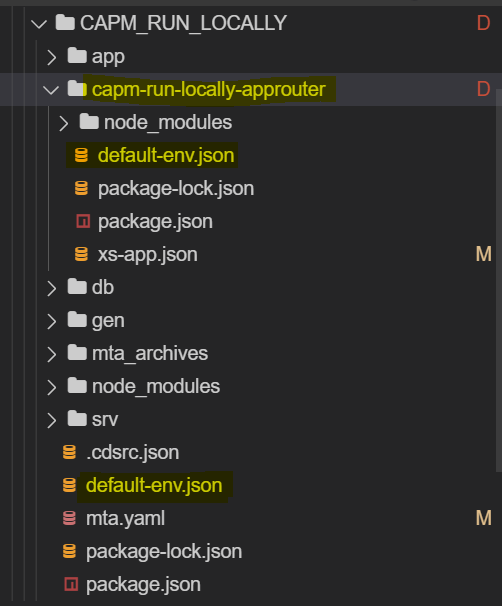 CAPM_RUN_LOCALLY D
app
capm-run-locally-approuter D
node_modules
default-env.json
package-lock.json
package.json
xs-app.json M
db
gen
mta_archives
node_modules
srv
.cdsrc.json
default-env.json
mta.yaml M
package-lock.json
package.json